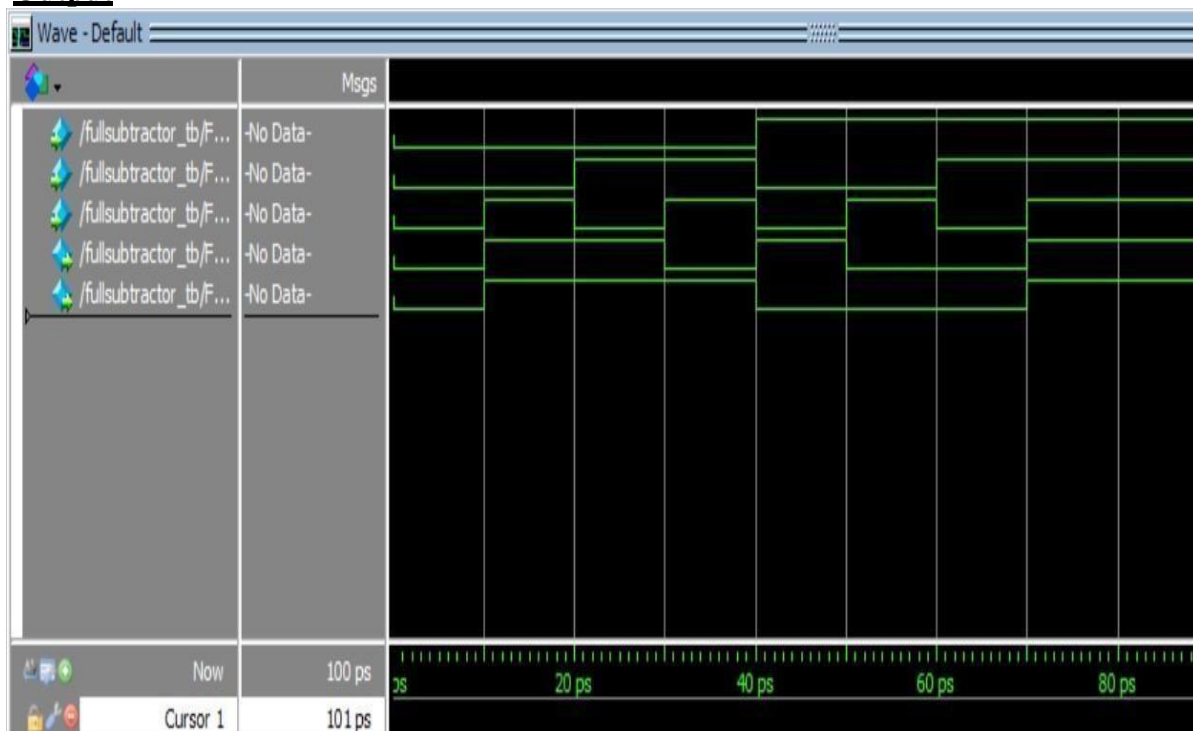 Wave - Default
Msgs
/fullsubtractor_tb/F... -No Data-
/fullsubtractor_tb/F... -No Data-
/fullsubtractor_tb/F... -No Data-
/fullsubtractor_tb/F... -No Data-
/fullsubtractor_tb/F... -No Data-
Now 100 ps
ps 20 ps 40 ps 60 ps 80 ps
Cursor 1 101 ps